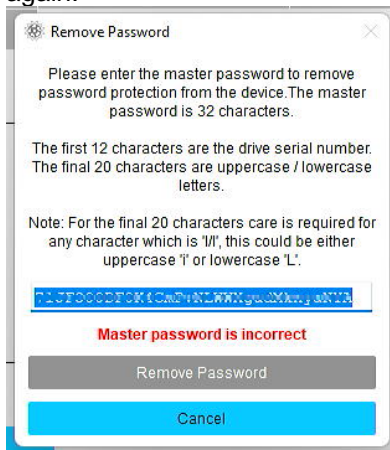 again.
Remove Password
Please enter the master password to remove
password protection from the device.The master
password is 32 characters.
The first 12 characters are the drive serial number.
The final 20 characters are uppercase / lowercase
letters.
Note: For the final 20 characters care is required for
any character which is 'I/l', this could be either
uppercase 'i' or lowercase 'L'.
Master password is incorrect
Remove Password
Cancel